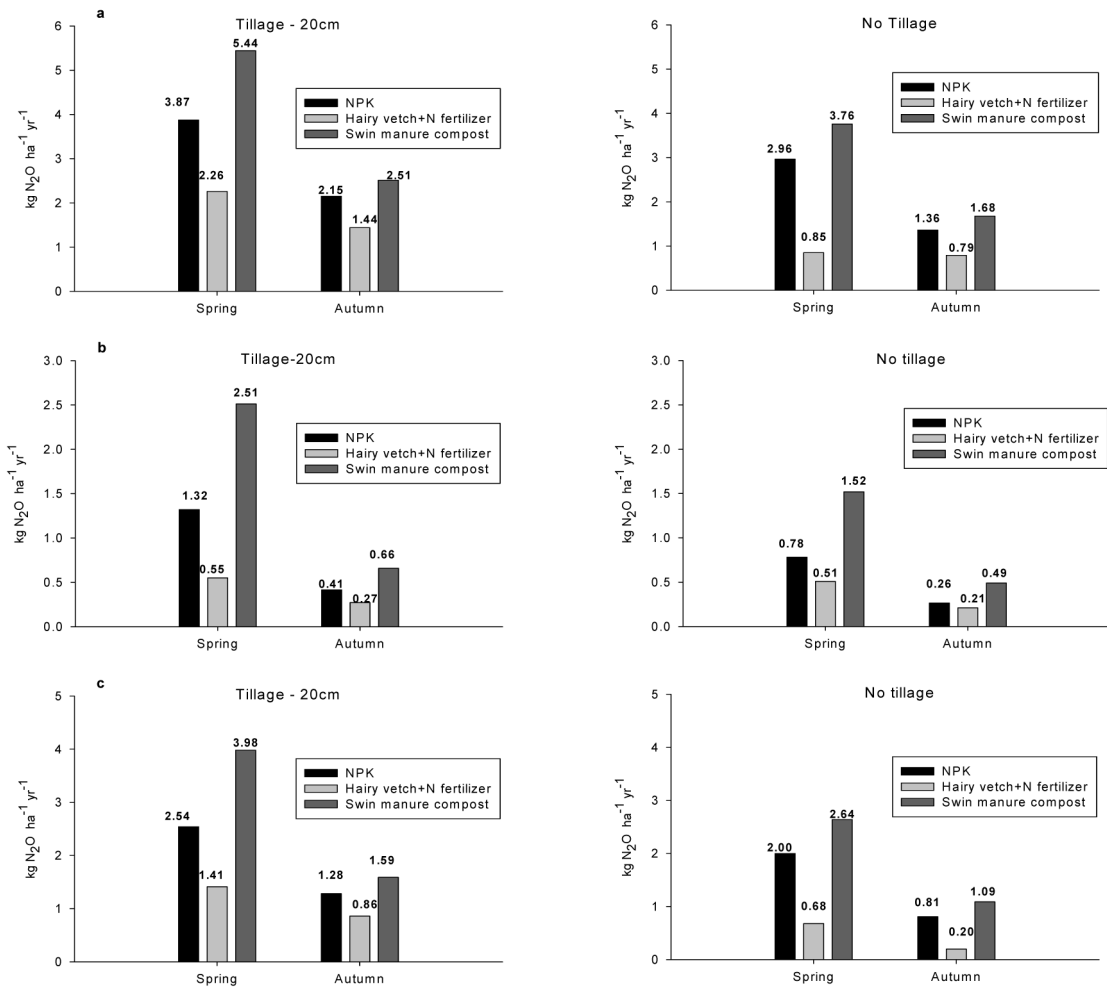 a
Tillage - 20cm
6
5
4
3
2
1
0
kg N2O ha-1 yr-1
3.87
2.26
5.44
2.15
1.44
2.51
NPK
Hairy vetch+N fertilizer
Swin manure compost
Spring
Autumn
No Tillage
6
5
4
3
2
1
0
kg N2O ha-1 yr-1
2.96
0.85
3.76
1.36
0.79
1.68
NPK
Hairy vetch+N fertilizer
Swin manure compost
Spring
Autumn
b
Tillage-20cm
3.0
2.5
2.0
1.5
1.0
0.5
0.0
kg N2O ha-1 yr-1
1.32
0.55
2.51
0.41
0.27
0.66
NPK
Hairy vetch+N fertilizer
Swin manure compost
Spring
Autumn
No tillage
3.0
2.5
2.0
1.5
1.0
0.5
0.0
kg N2O ha-1 yr-1
0.78
0.51
1.52
0.26
0.21
0.49
NPK
Hairy vetch+N fertilizer
Swin manure compost
Spring
Autumn
c
Tillage - 20cm
5
4
3
2
1
0
kg N2O ha-1 yr-1
2.54
1.41
3.98
1.28
0.86
1.59
NPK
Hairy vetch+N fertilizer
Swin manure compost
Spring
Autumn
No tillage
5
4
3
2
1
0
kg N2O ha-1 yr-1
2.00
0.68
2.64
0.81
0.20
1.09
NPK
Hairy vetch+N fertilizer
Swin manure compost
Spring
Autumn